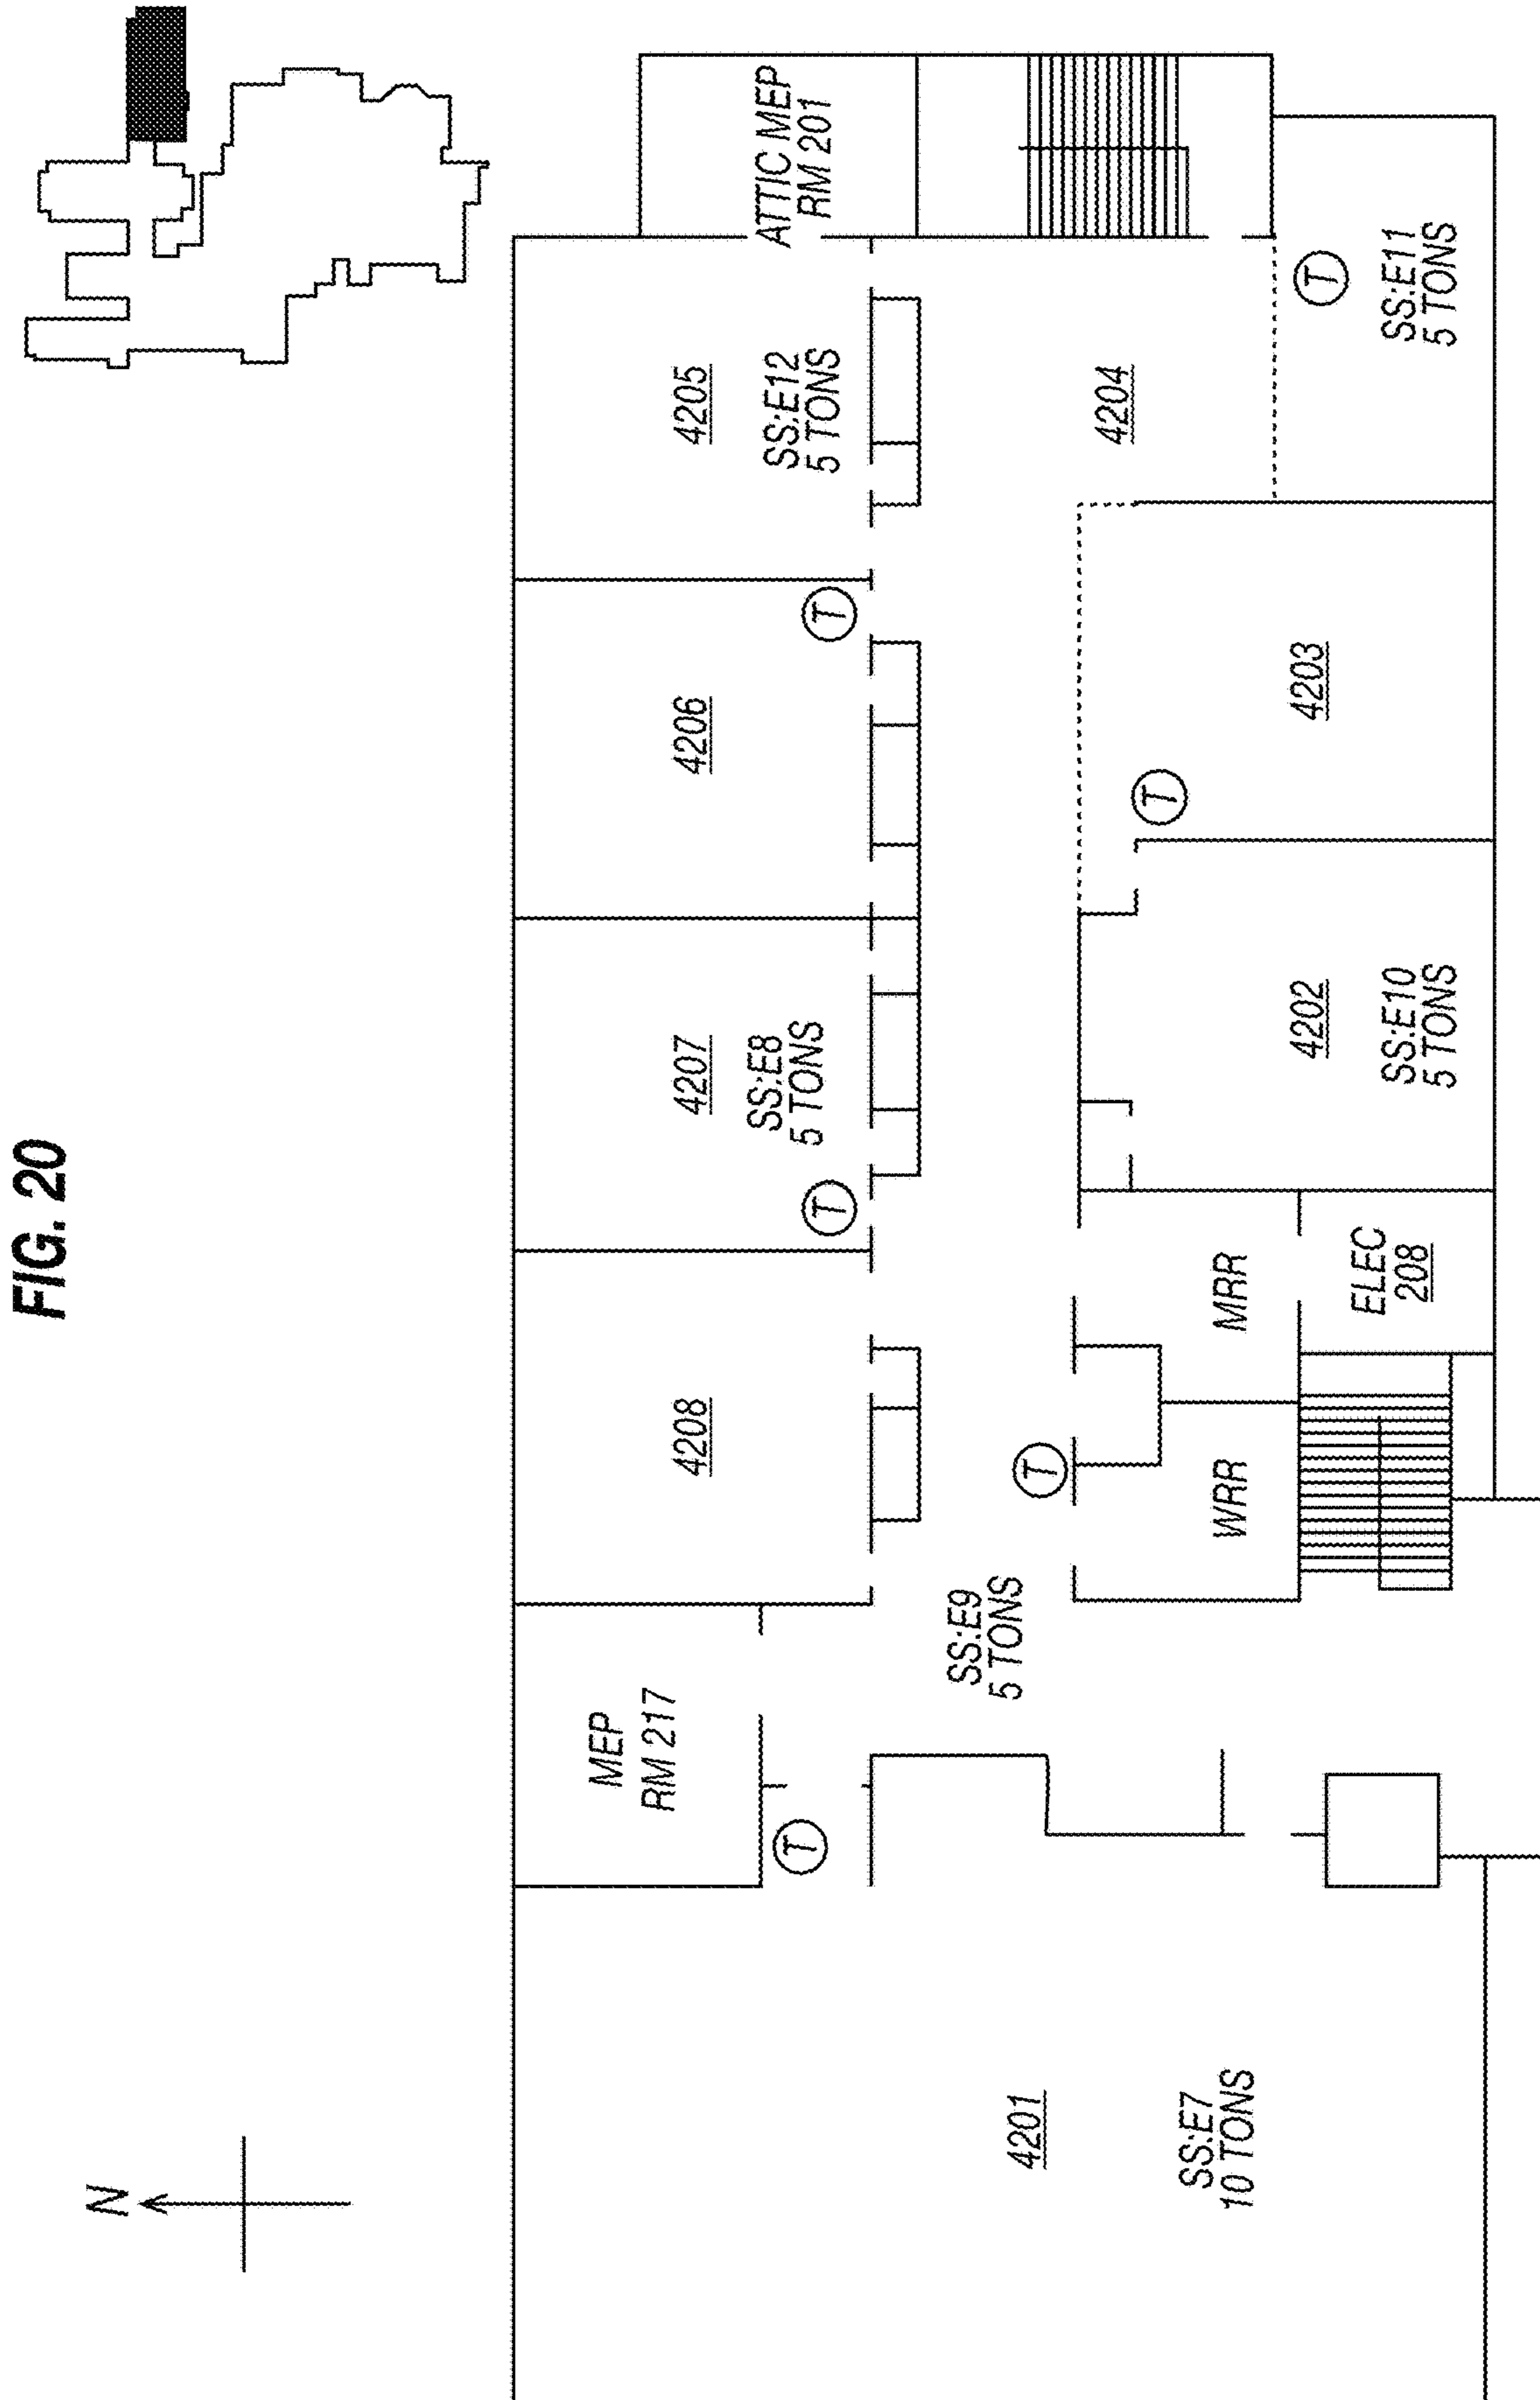 FIG. 20
N
MEP
RM 217
4208
4207
SS:E8
5 TONS
4206
4205
SS:E12
5 TONS
ATTIC MEP
RM 201
T
T
T
4201
SS:E7
10 TONS
SS:E9
5 TONS
T
WRR
MRR
ELEC
208
4202
SS:E10
5 TONS
T
4203
4204
T
SS:E11
5 TONS